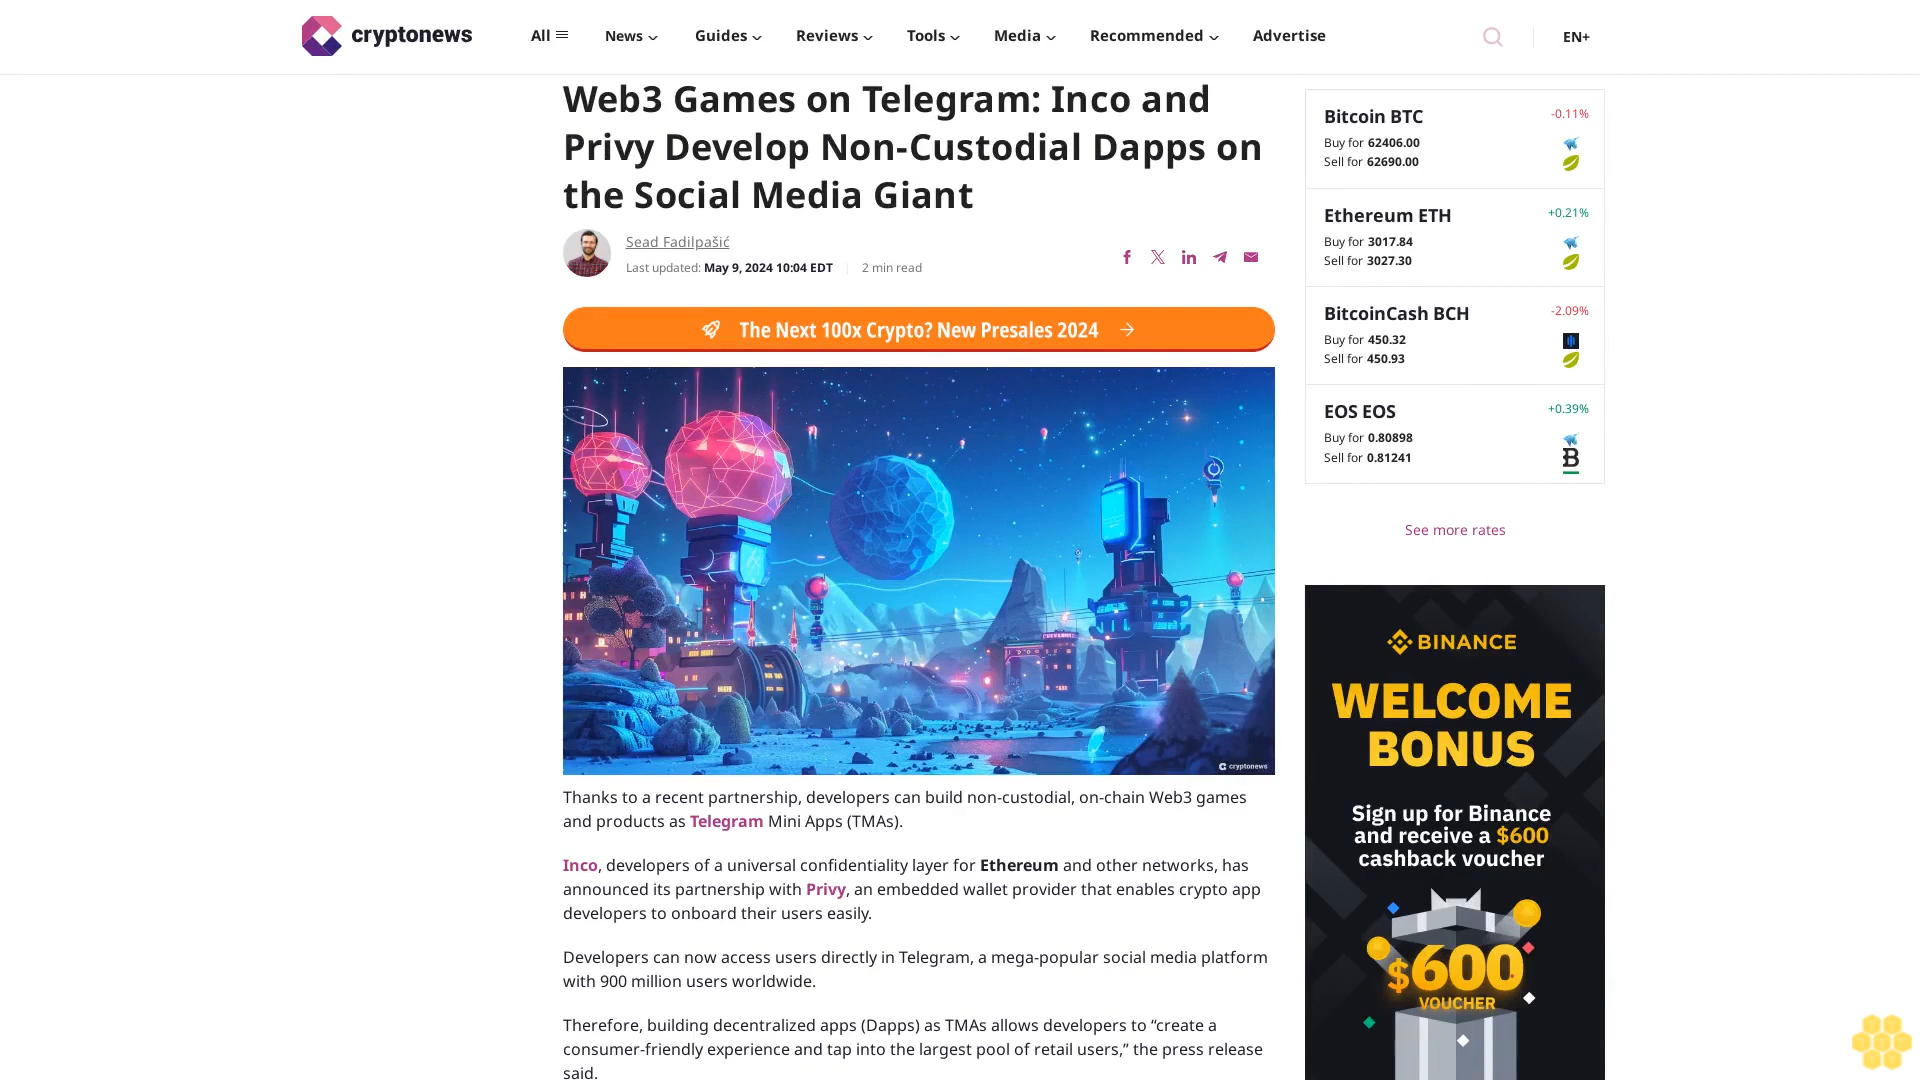 cryptonews
All
News
Guides
Reviews
Tools
Media
Recommended
Advertise
EN+
Web3 Games on Telegram: Inco and
Privy Develop Non-Custodial Dapps on
the Social Media Giant
Sead Fadilpašić
Last updated: May 9, 2024 10:04 EDT
2 min read
The Next 100x Crypto? New Presales 2024
cryptonews
Thanks to a recent partnership, developers can build non-custodial, on-chain Web3 games
and products as Telegram Mini Apps (TMAs).
Inco, developers of a universal confidentiality layer for Ethereum and other networks, has
announced its partnership with Privy, an embedded wallet provider that enables crypto app
developers to onboard their users easily.
Developers can now access users directly in Telegram, a mega-popular social media platform
with 900 million users worldwide.
Therefore, building decentralized apps (Dapps) as TMAs allows developers to “create a
consumer-friendly experience and tap into the largest pool of retail users,” the press release
said.
Bitcoin BTC
-0.11%
Buy for 62406.00
Sell for 62690.00
Ethereum ETH
+0.21%
Buy for 3017.84
Sell for 3027.30
BitcoinCash BCH
-2.09%
Buy for 450.32
Sell for 450.93
EOS EOS
+0.39%
Buy for 0.80898
Sell for 0.81241
See more rates
BINANCE
WELCOME
BONUS
Sign up for Binance
and receive a $600
cashback voucher
$600
VOUCHER